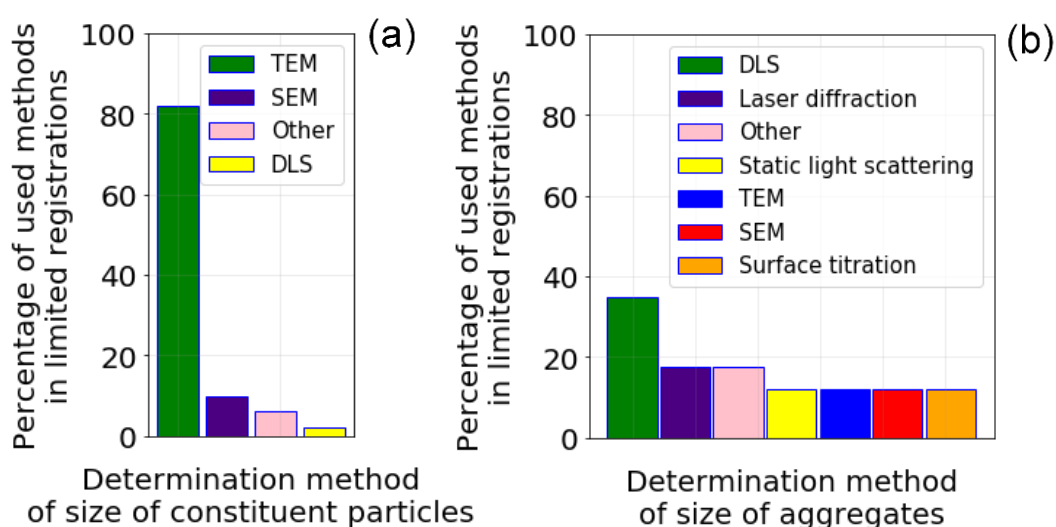 Percentage of used methods
in limited registrations
100
80
60
40
20
0
TEM
SEM
Other
DLS
(a)
Determination method
of size of constituent particles
Percentage of used methods
in limited registrations
100
80
60
40
20
0
DLS
Laser diffraction
Other
Static light scattering
TEM
SEM
Surface titration
(b)
Determination method
of size of aggregates